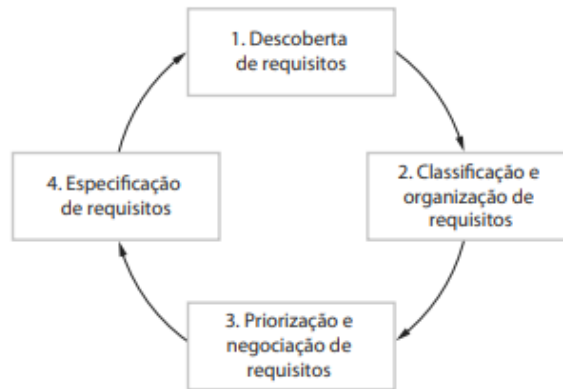 1. Descoberta
de requisitos
2. Classificação e
organização de
requisitos
3. Priorização e
negociação de
requisitos
4. Especificação
de requisitos